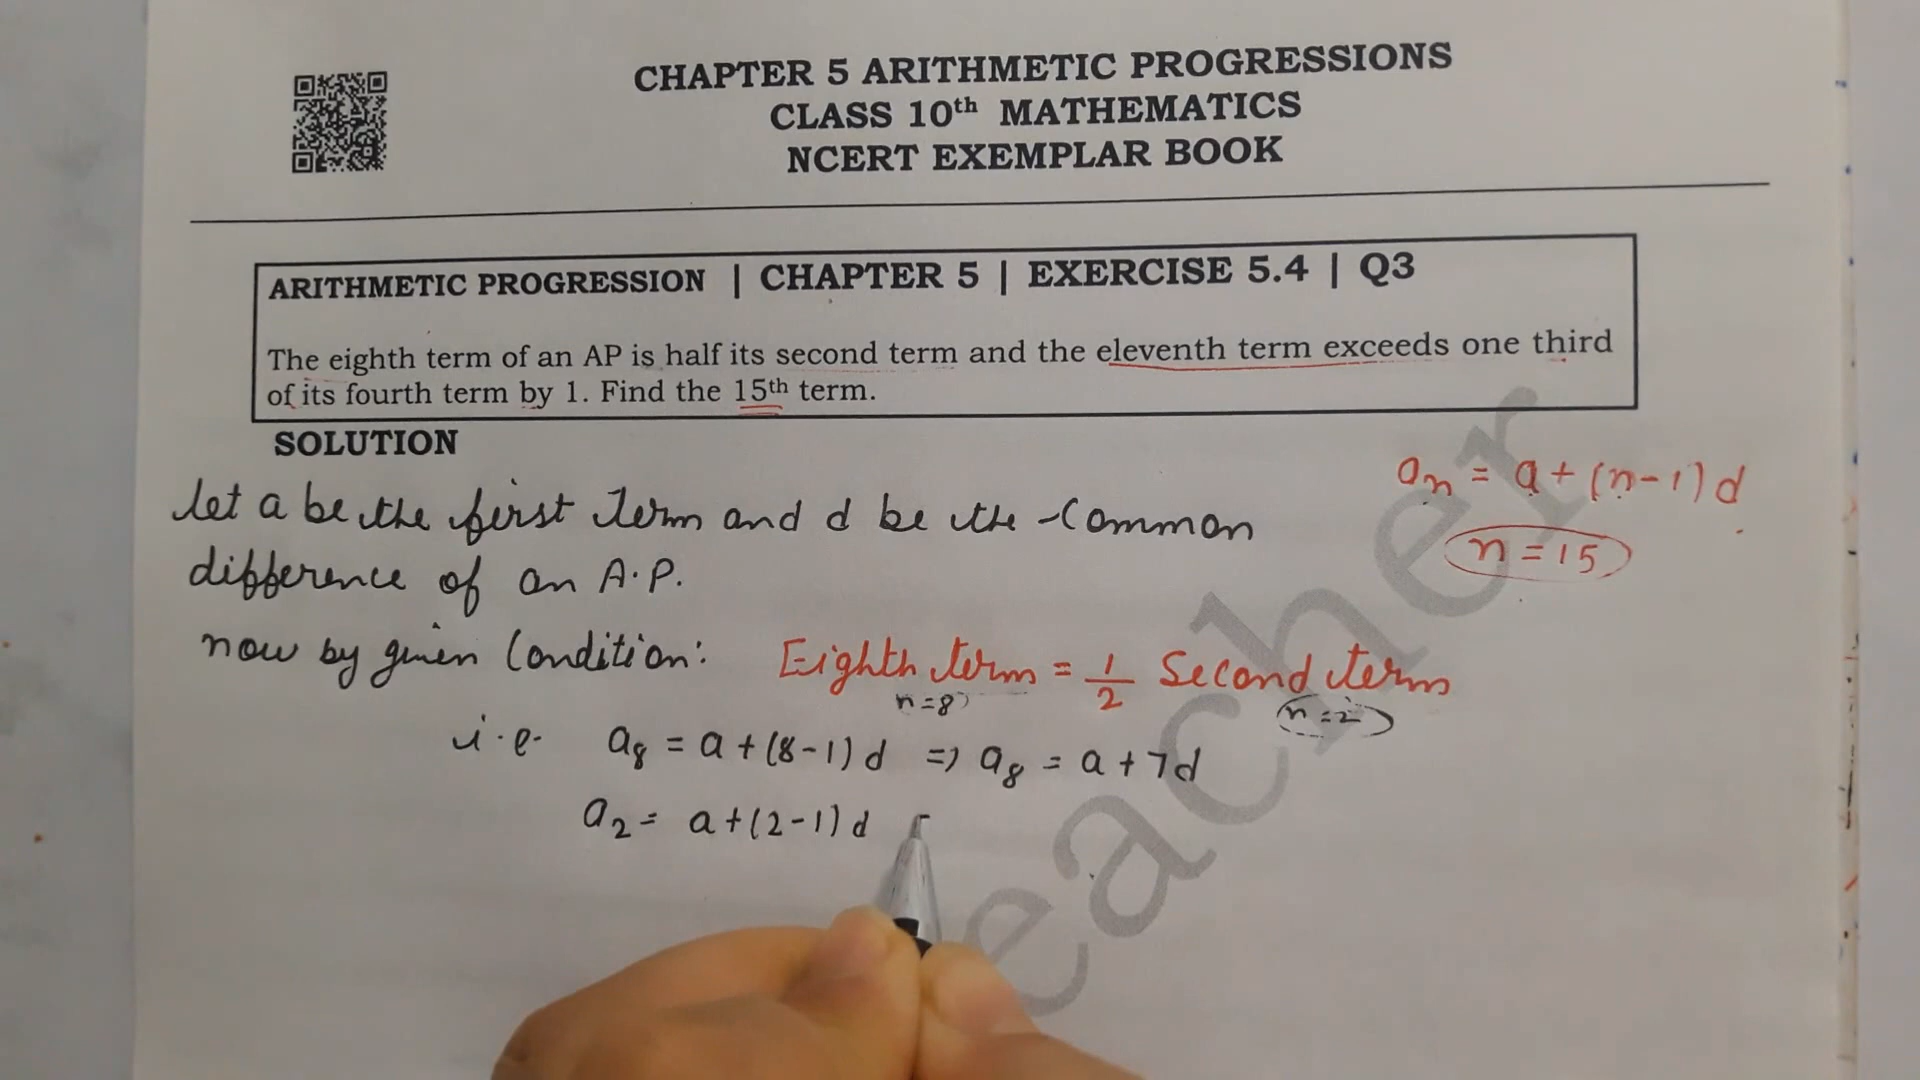 CHAPTER 5 ARITHMETIC PROGRESSIONS
CLASS 10th MATHEMATICS
NCERT EXEMPLAR BOOK
ARITHMETIC PROGRESSION | CHAPTER 5 | EXERCISE 5.4 | Q3
The eighth term of an AP is half its second term and the eleventh term exceeds one third
of its fourth term by 1. Find the 15th term.
SOLUTION
an = a + (n-1) d
n = 15
let a be the first term and d be the common
difference of an A.P.
now by given condition: Eighth term = 1/2 Second term
n=8 n=2
i.e. a8 = a + (8-1) d => a8 = a + 7d
a2 = a + (2-1) d
eacher